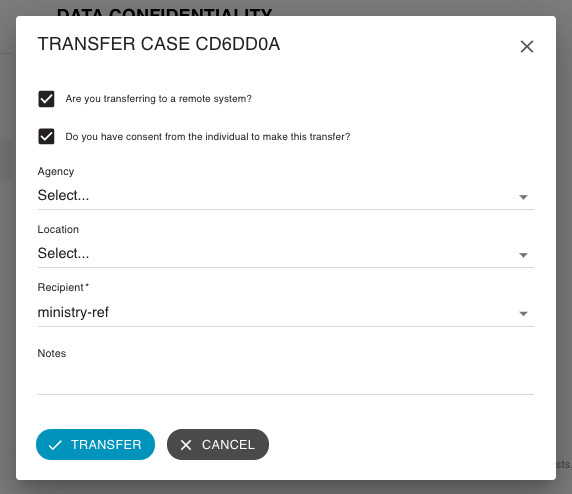 DATA CONFIDENTIALITY
TRANSFER CASE CD6DD0A
Are you transferring to a remote system?
Do you have consent from the individual to make this transfer?
Agency
Select...
Location
Select...
Recipient*
ministry-ref
Notes
TRANSFER
CANCEL
sts.